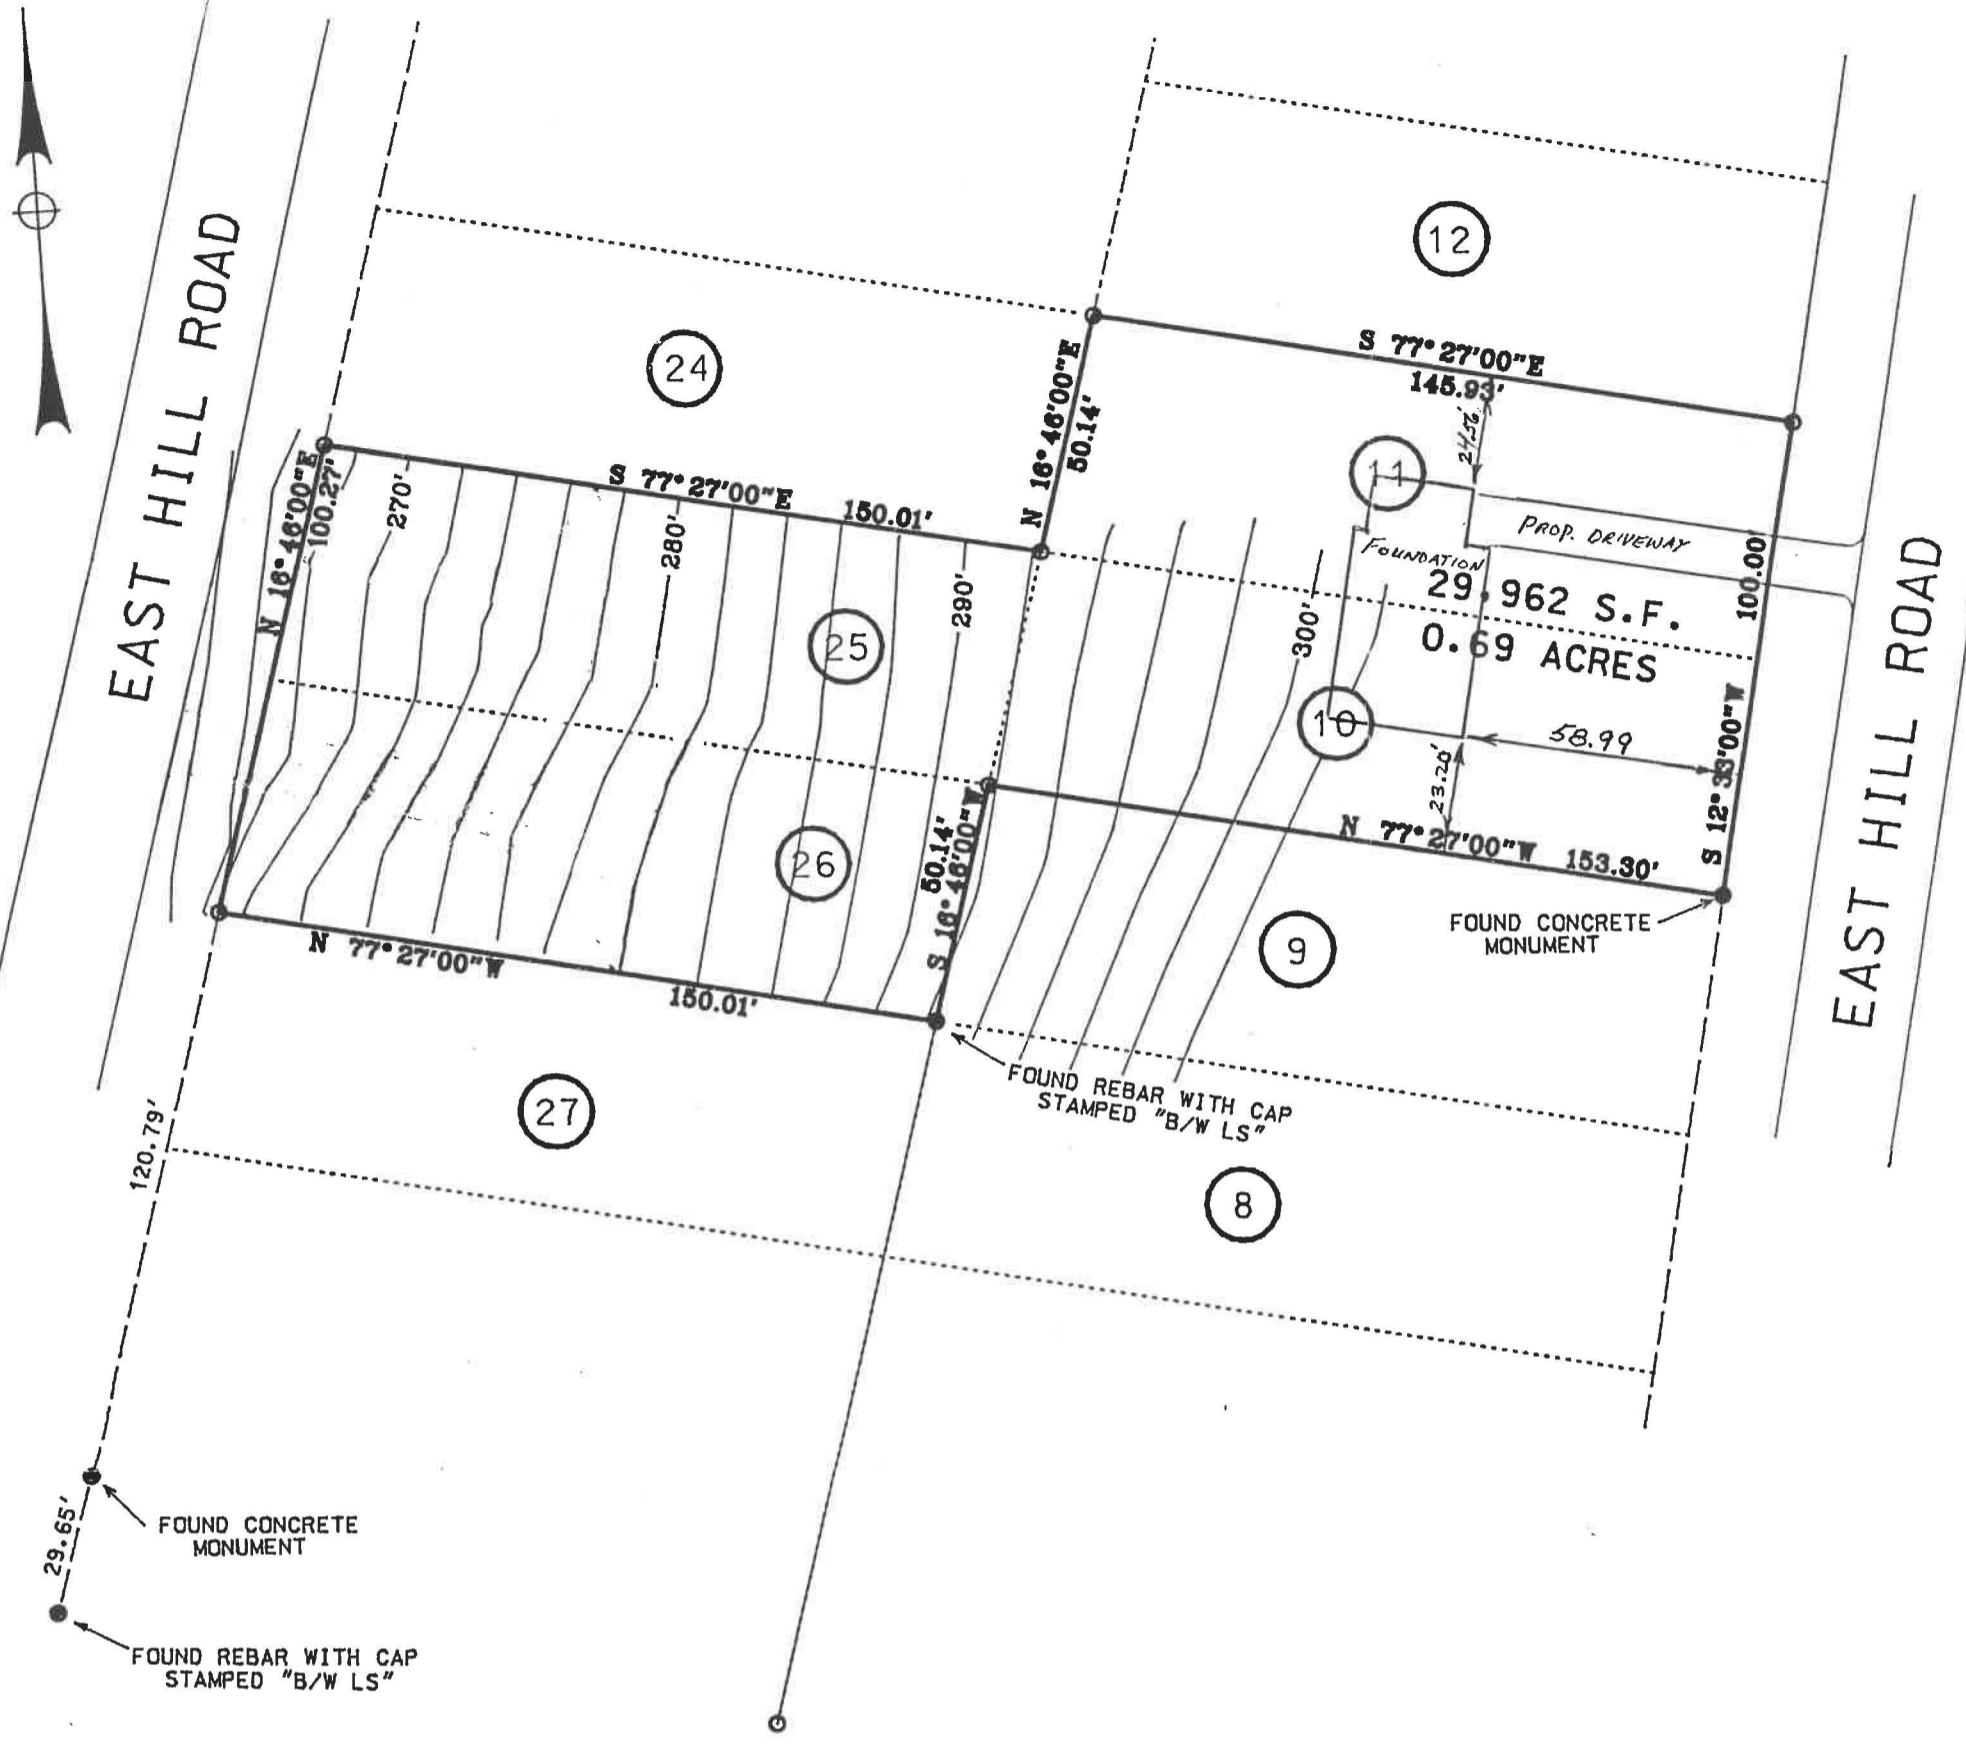 EAST HILL ROAD
12
24
S 77°27'00"E
145.93'
N 16°46'00"E
50.14'
24.56'
11
PROP. DRIVEWAY
FOUNDATION
29,962 S.F.
0.69 ACRES
100.00'
S 12°33'00"W
EAST HILL ROAD
N 16°46'00"E
100.27'
S 77°27'00"E
150.01'
270'
280'
290'
300'
25
10
58.99
23.20'
26
50.14'
S 16°46'00"W
N 77°27'00"W
153.30'
FOUND CONCRETE
MONUMENT
9
N 77°27'00"W
150.01'
FOUND REBAR WITH CAP
STAMPED "B/W LS"
27
8
120.79'
29.65'
FOUND CONCRETE
MONUMENT
FOUND REBAR WITH CAP
STAMPED "B/W LS"